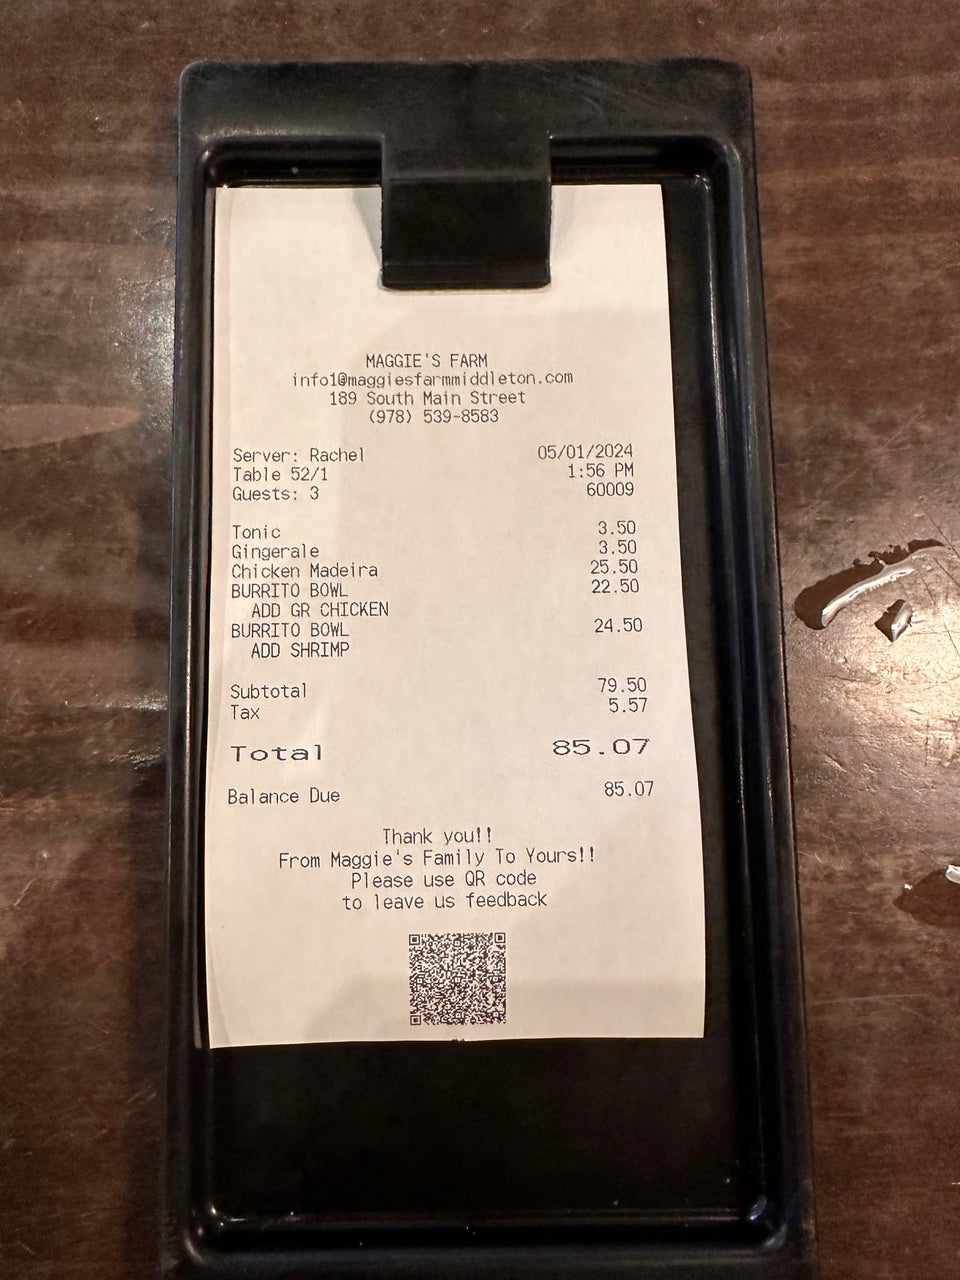 MAGGIE'S FARM
info1@maggiesfarmmiddleton.com
189 South Main Street
(978) 539-8583
Server: Rachel 05/01/2024
Table 52/1 1:56 PM
Guests: 3 60009
Tonic 3.50
Gingerale 3.50
Chicken Madeira 25.50
BURRITO BOWL 22.50
ADD GR CHICKEN
BURRITO BOWL 24.50
ADD SHRIMP
Subtotal 79.50
Tax 5.57
Total 85.07
Balance Due 85.07
Thank you!!
From Maggie's Family To Yours!!
Please use QR code
to leave us feedback